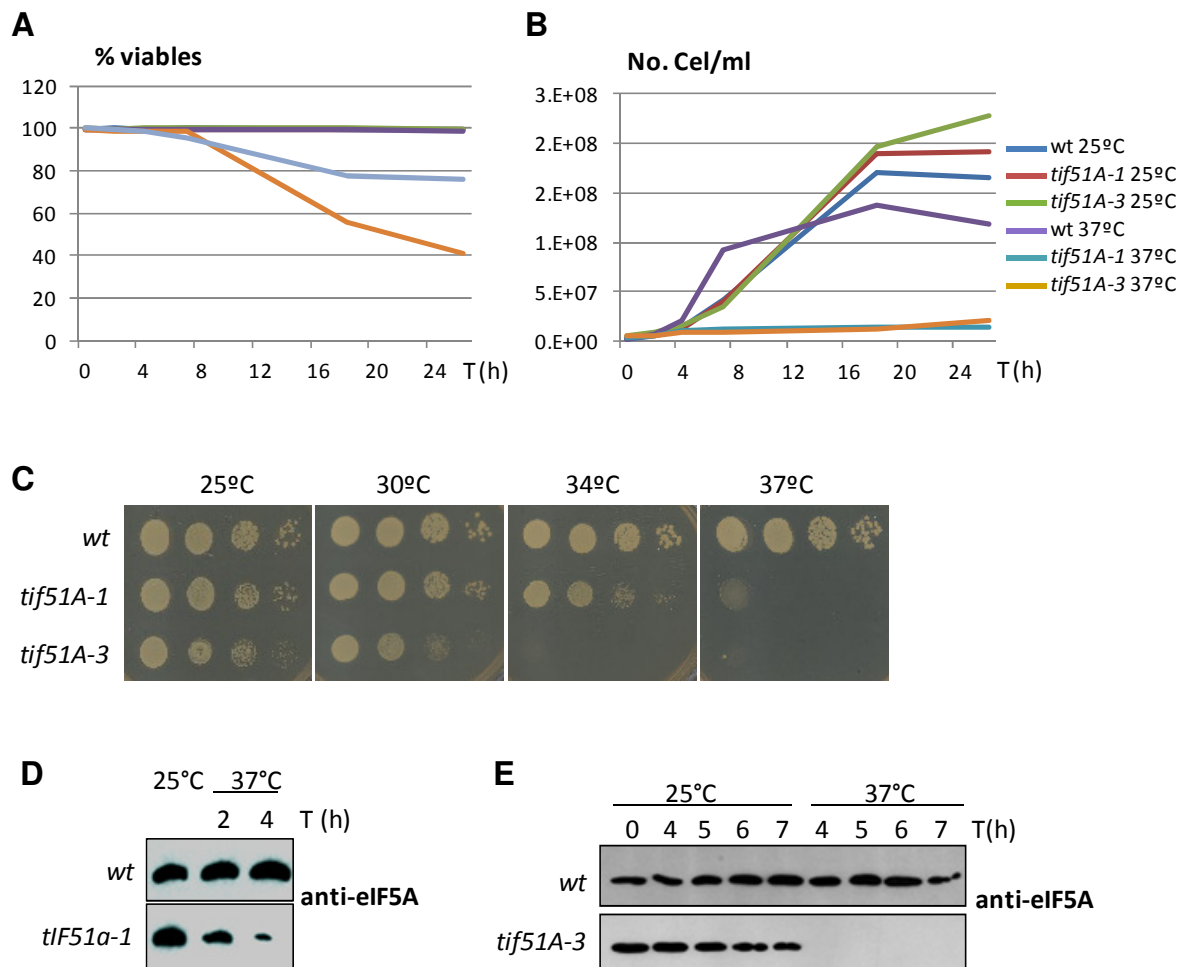 A
% viables
120
100
80
60
40
20
0
0 4 8 12 16 20 24 T (h)
B
No. Cel/ml
3.E+08
2.E+08
2.E+08
1.E+08
5.E+07
0.E+00
0 4 8 12 16 20 24 T (h)
wt 25ºC
tif51A-1 25ºC
tif51A-3 25ºC
wt 37ºC
tif51A-1 37ºC
tif51A-3 37ºC
C
25ºC 30ºC 34ºC 37ºC
wt
tif51A-1
tif51A-3
D
25°C 37°C
2 4 T (h)
wt
anti-eIF5A
tIF51a-1
E
25°C 37°C
0 4 5 6 7 4 5 6 7 T(h)
wt
anti-eIF5A
tif51A-3